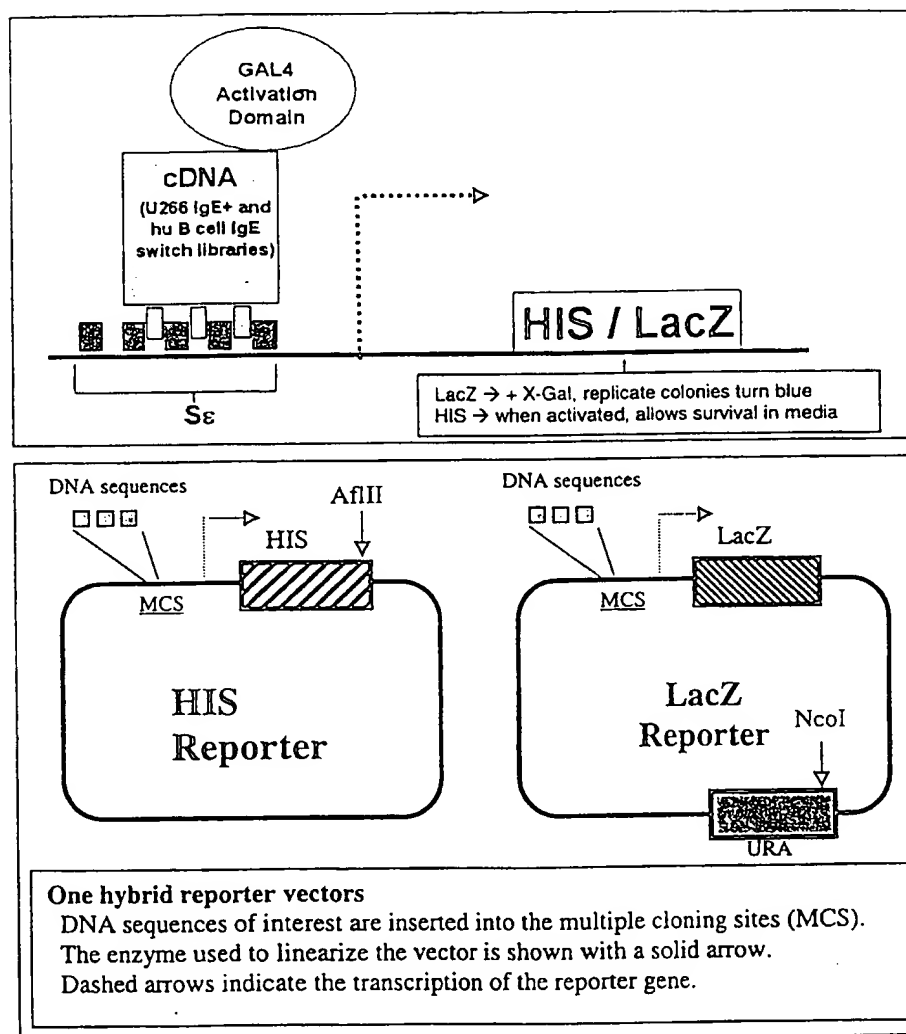 GAL4
Activation
Domain
cDNA
(U266 IgE+ and
hu B cell IgE
switch libraries)
HIS / LacZ
Sε
LacZ → + X-Gal, replicate colonies turn blue
HIS → when activated, allows survival in media
DNA sequences
AflII
HIS
MCS
HIS
Reporter
DNA sequences
LacZ
MCS
LacZ
Reporter
NcoI
URA
One hybrid reporter vectors
DNA sequences of interest are inserted into the multiple cloning sites (MCS).
The enzyme used to linearize the vector is shown with a solid arrow.
Dashed arrows indicate the transcription of the reporter gene.